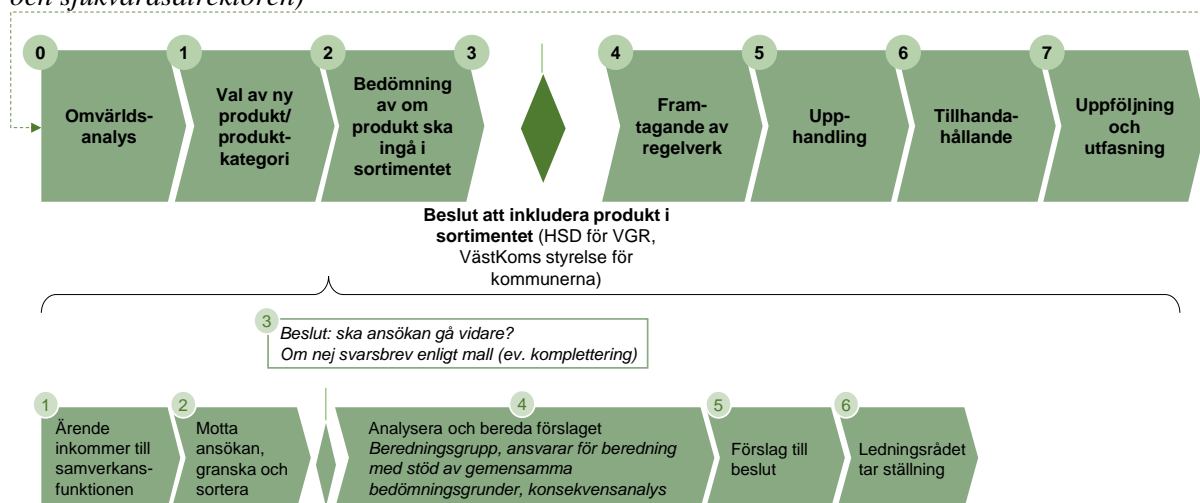 och sjukvårdsdirektören)
0
1
2
3
4
5
6
7
Omvärlds-
analys
Val av ny
produkt/
produkt-
kategori
Bedömning
av om
produkt ska
ingå i
sortimentet
Fram-
tagande av
regelverk
Upp-
handling
Tillhanda-
hållande
Uppföljning
och
utfasning
Beslut att inkludera produkt i
sortimentet (HSD för VGR,
VästKoms styrelse för
kommunerna)
3
Beslut: ska ansökan gå vidare?
Om nej svarsbrev enligt mall (ev. komplettering)
1
Ärende
inkommer till
samverkans-
funktionen
2
Motta
ansökan,
granska och
sortera
4
Analysera och bereda förslaget
Beredningsgrupp, ansvarar för beredning
med stöd av gemensamma
bedömningsgrunder, konsekvensanalys
5
Förslag till
beslut
6
Ledningsrådet
tar ställning